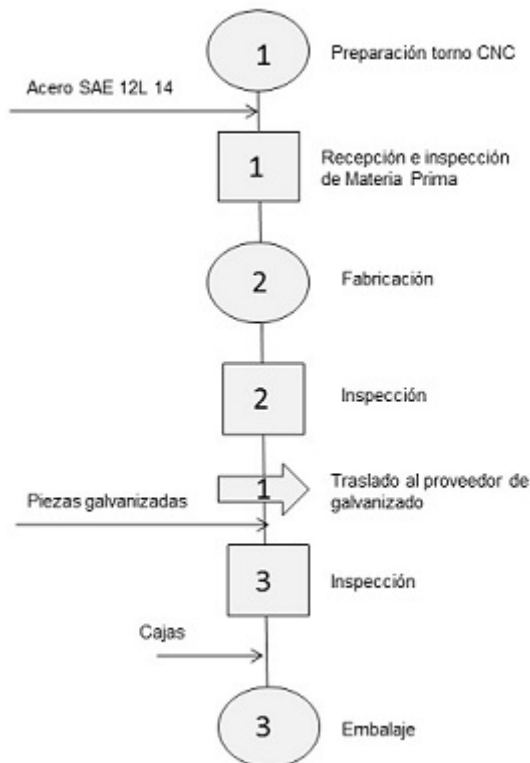 1
Preparación torno CNC
Acero SAE 12L 14
1
Recepción e inspección
de Materia Prima
2
Fabricación
2
Inspección
1
Traslado al proveedor de
galvanizado
Piezas galvanizadas
3
Inspección
Cajas
3
Embalaje